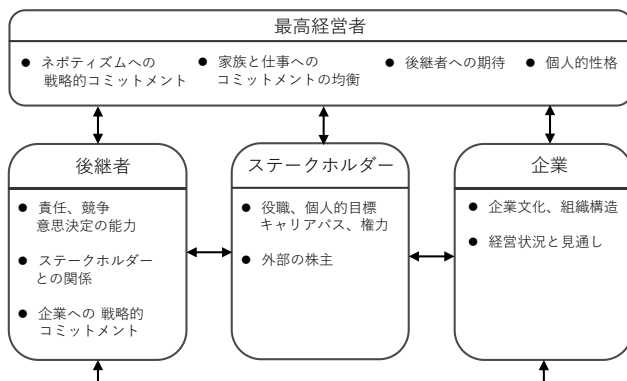 最高経営者
● ネポティズムへの
戦略的コミットメント
● 家族と仕事への
コミットメントの均衡
● 後継者への期待
● 個人的性格
後継者
● 責任、競争
意思決定の能力
● ステークホルダー
との関係
● 企業への 戦略的
コミットメント
ステークホルダー
● 役職、個人的目標
キャリアパス、権力
● 外部の株主
企業
● 企業文化、組織構造
● 経営状況と見通し